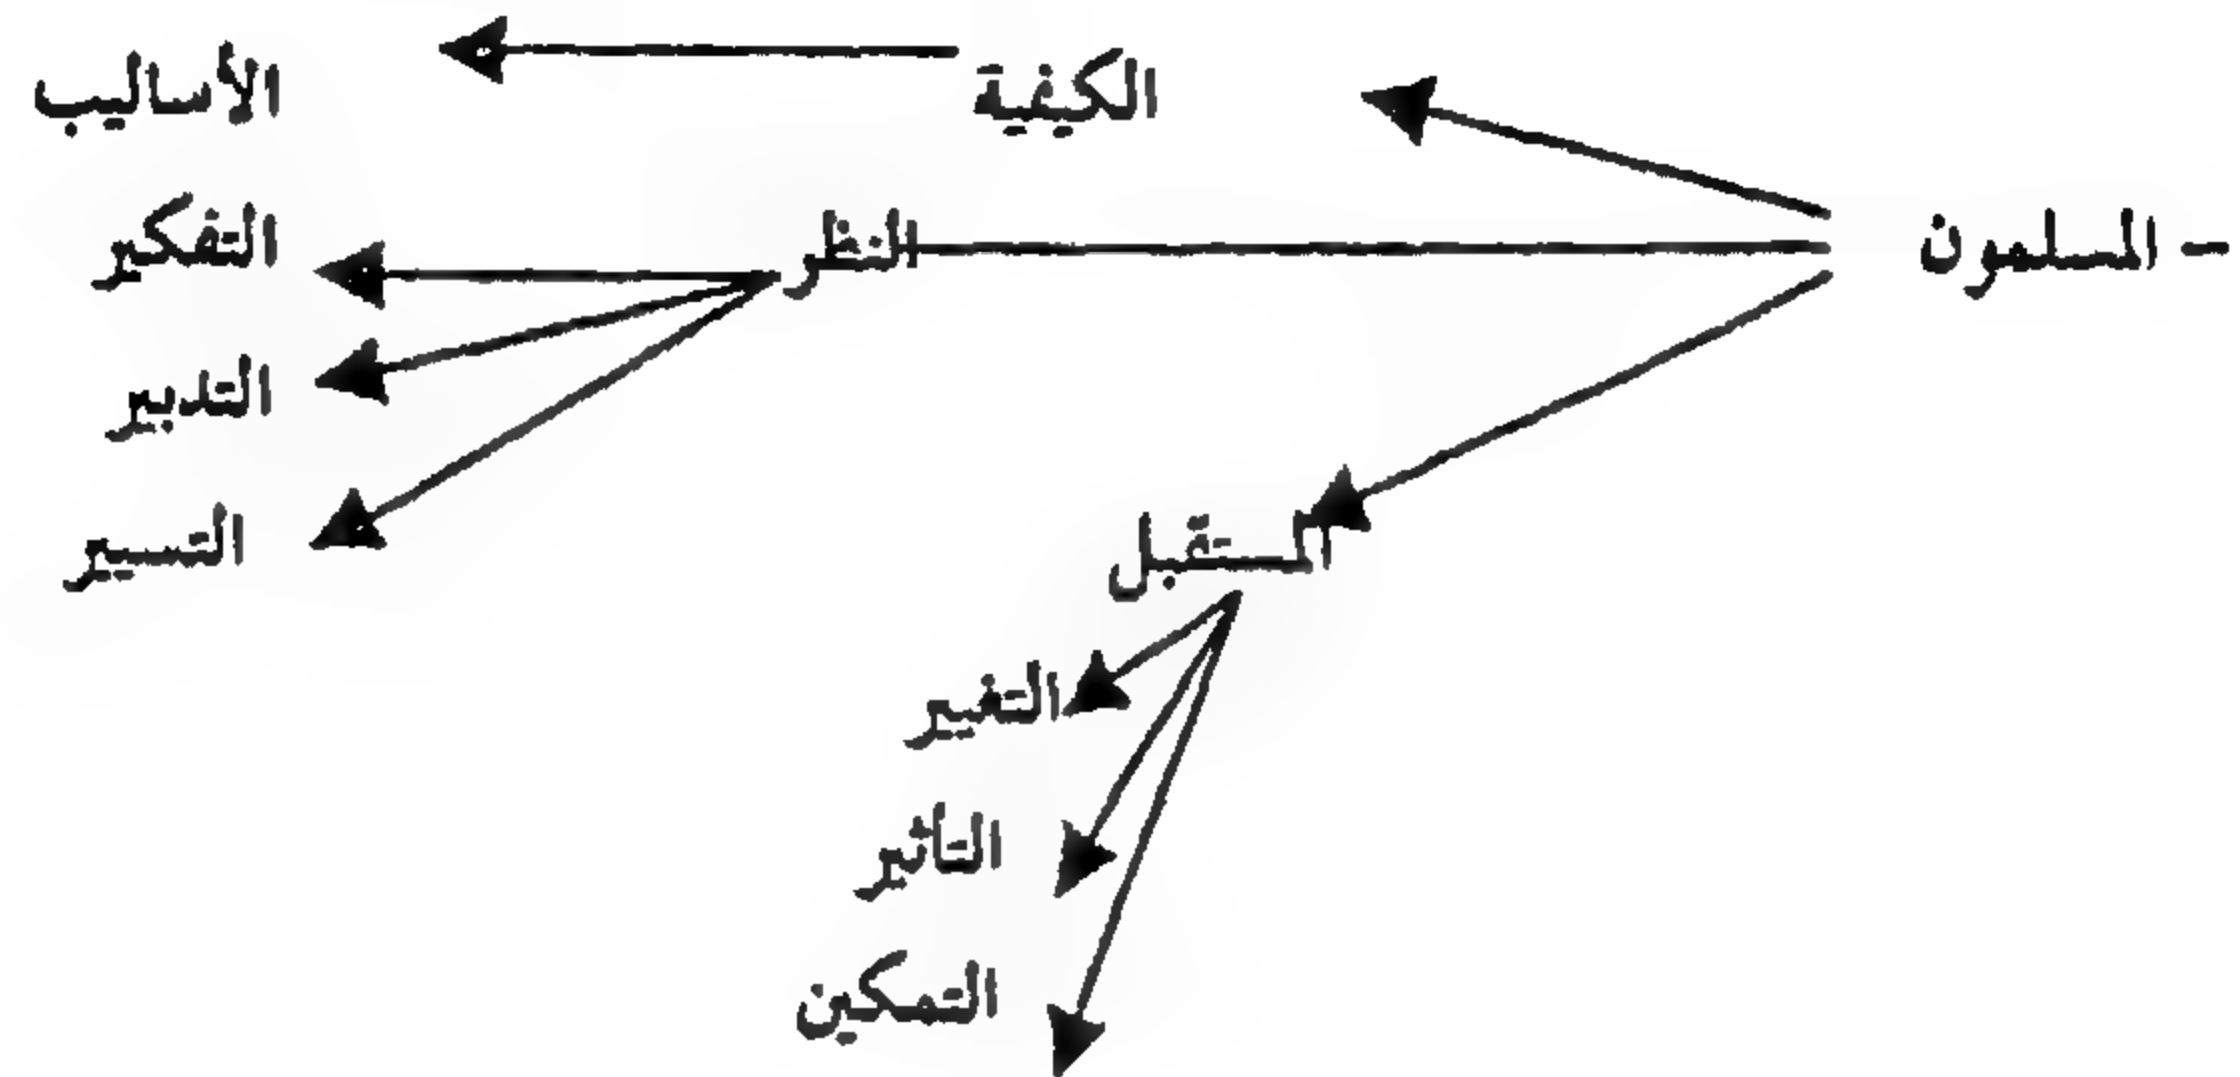 الكيفية الأساليب
- المسلمون النظر التفكير
التدبير
المستقبل التسيير
التغيير
التأثير
التمكين